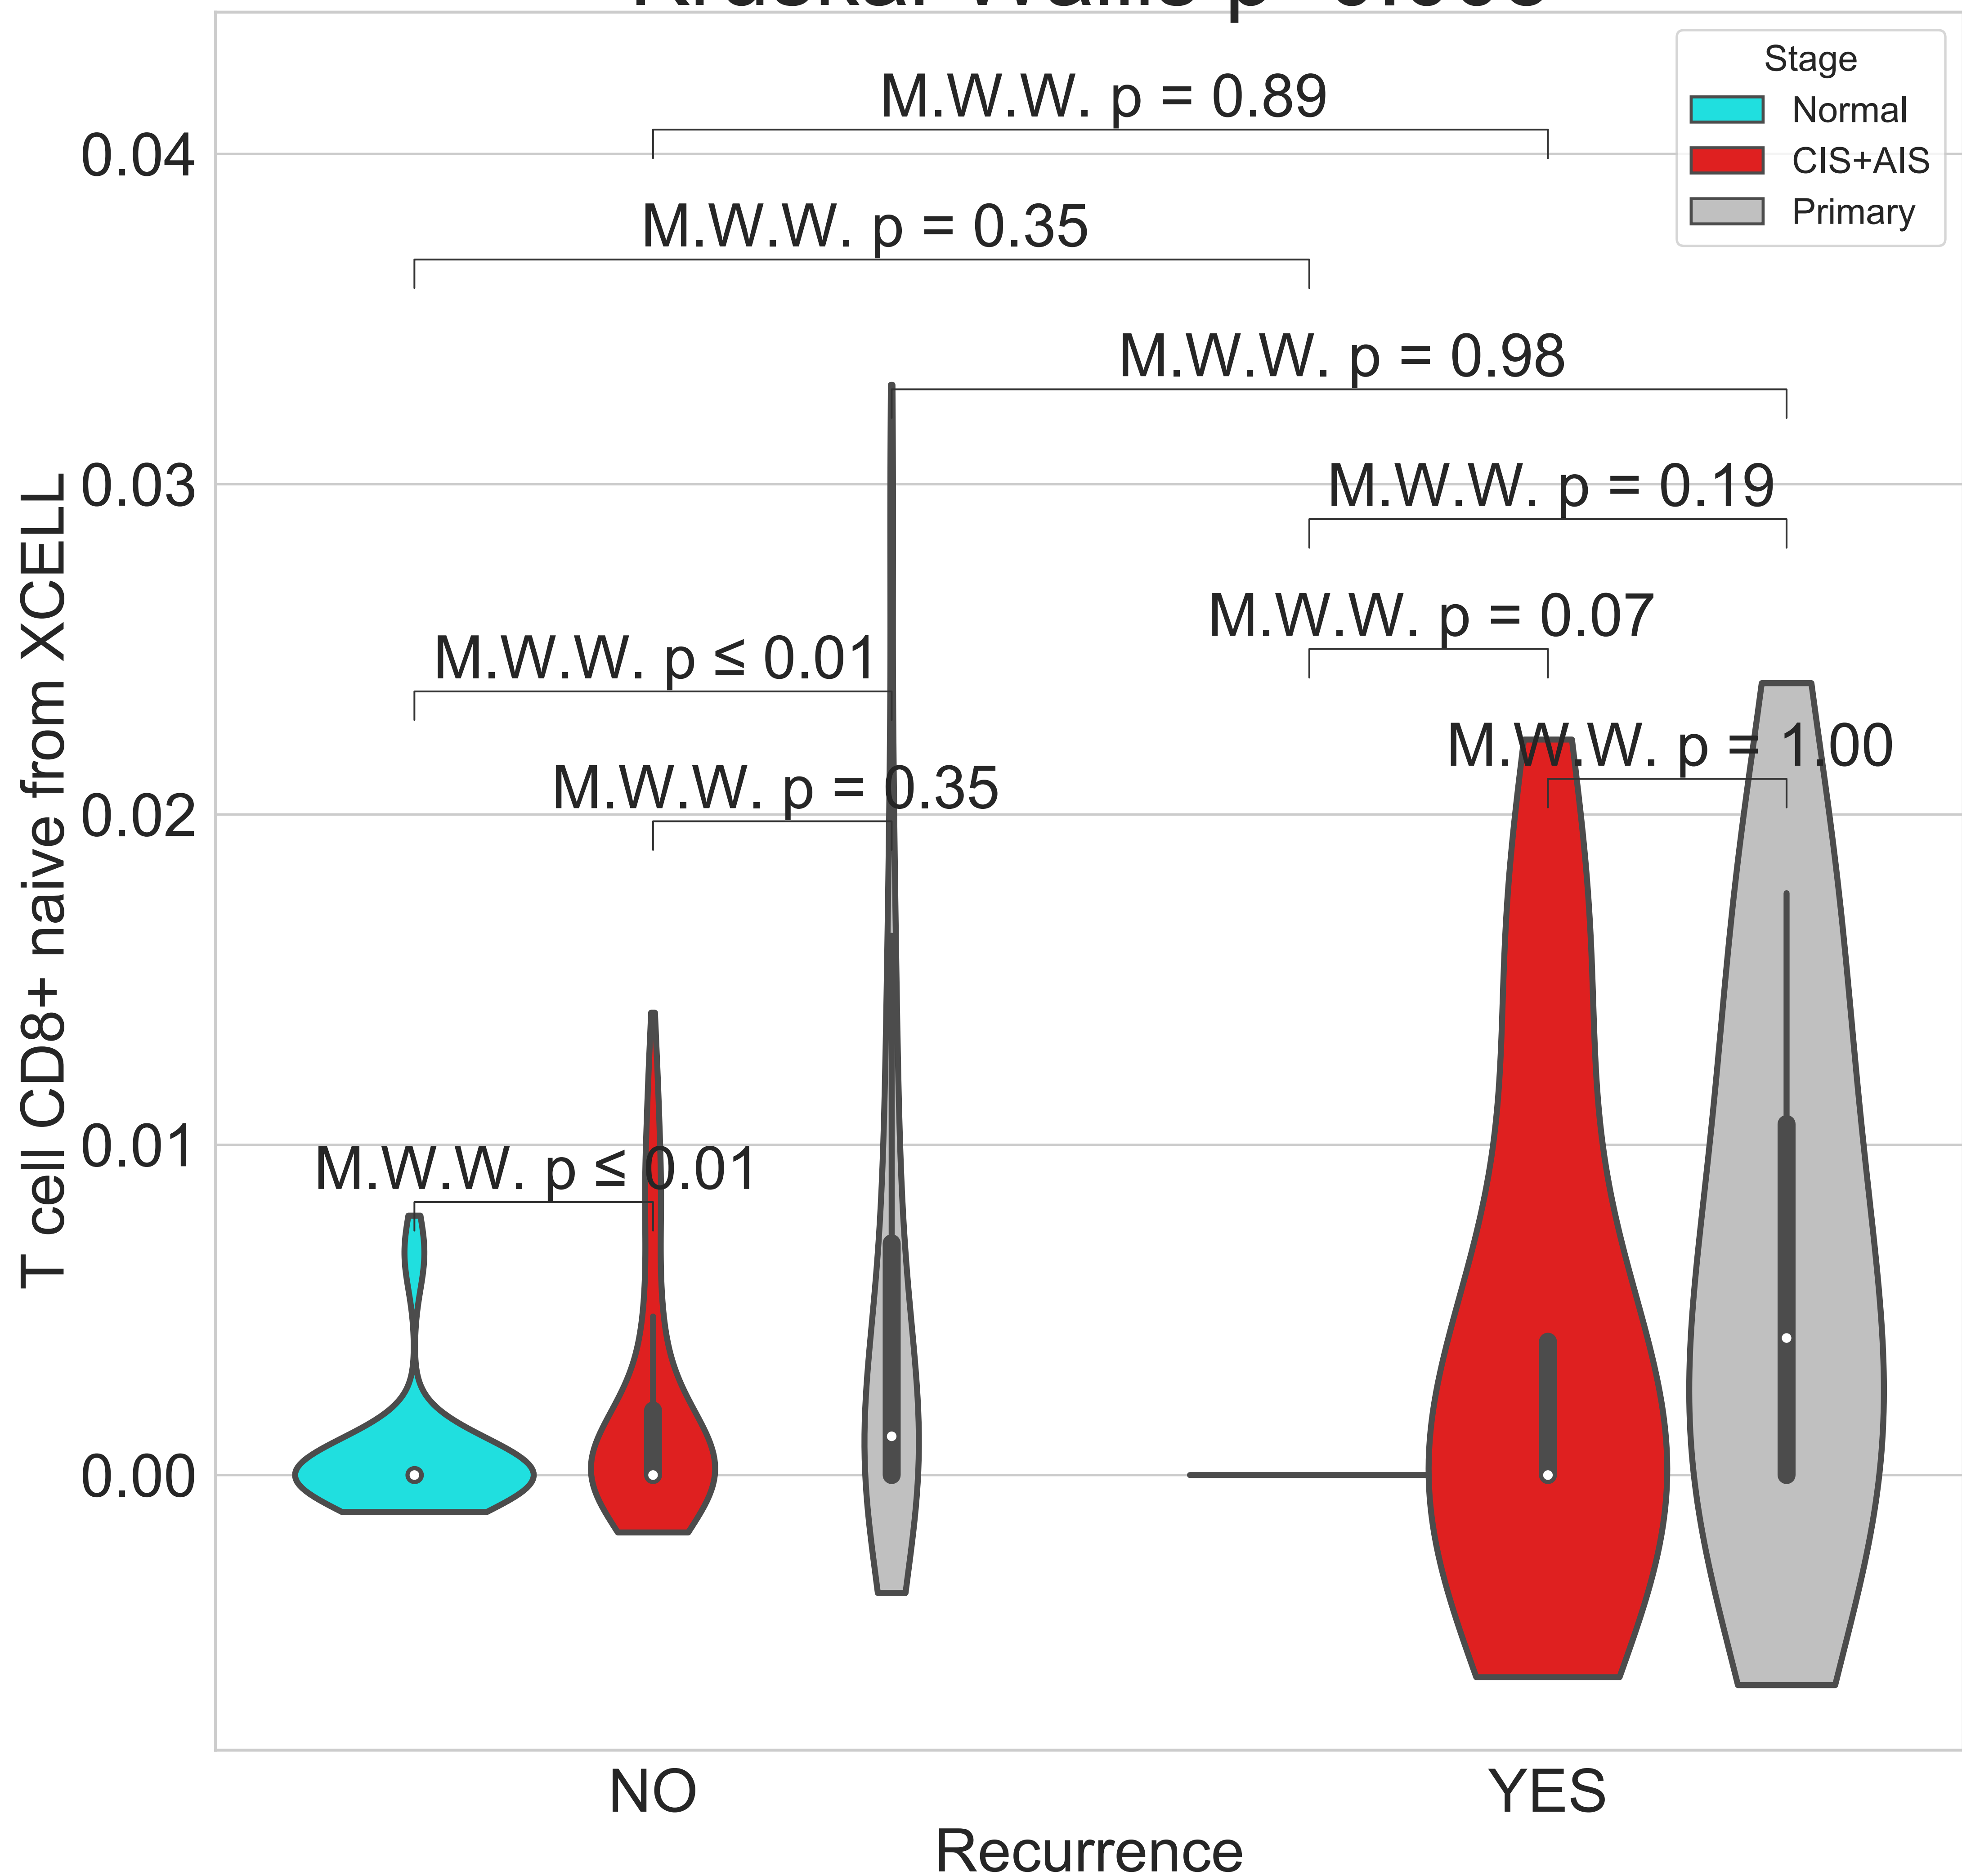 Stage
Normal
CIS+AIS
Primary
M.W.W. p = 0.89
M.W.W. p = 0.35
M.W.W. p = 0.98
M.W.W. p = 0.19
M.W.W. p = 0.07
M.W.W. p ≤ 0.01
M.W.W. p = 1.00
M.W.W. p = 0.35
M.W.W. p ≤ 0.01
0.04
0.03
0.02
0.01
0.00
T cell CD8+ naive from XCELL
NO
YES
Recurrence